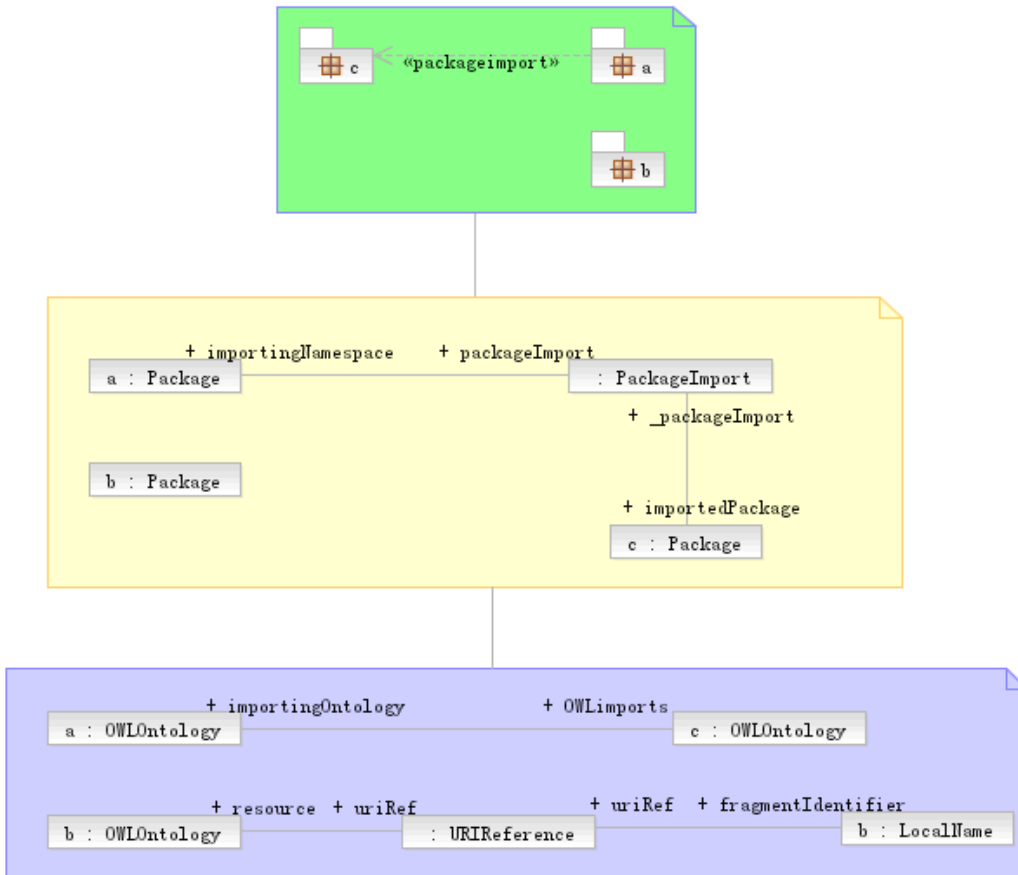 c «packageimport» a
b
+ importingNamespace + packageImport
a : Package : PackageImport
+ _packageImport
b : Package
+ importedPackage
c : Package
+ importingOntology + OWLimports
a : OWLOntology c : OWLOntology
+ resource + uriRef + uriRef + fragmentIdentifier
b : OWLOntology : URIReference b : LocalName